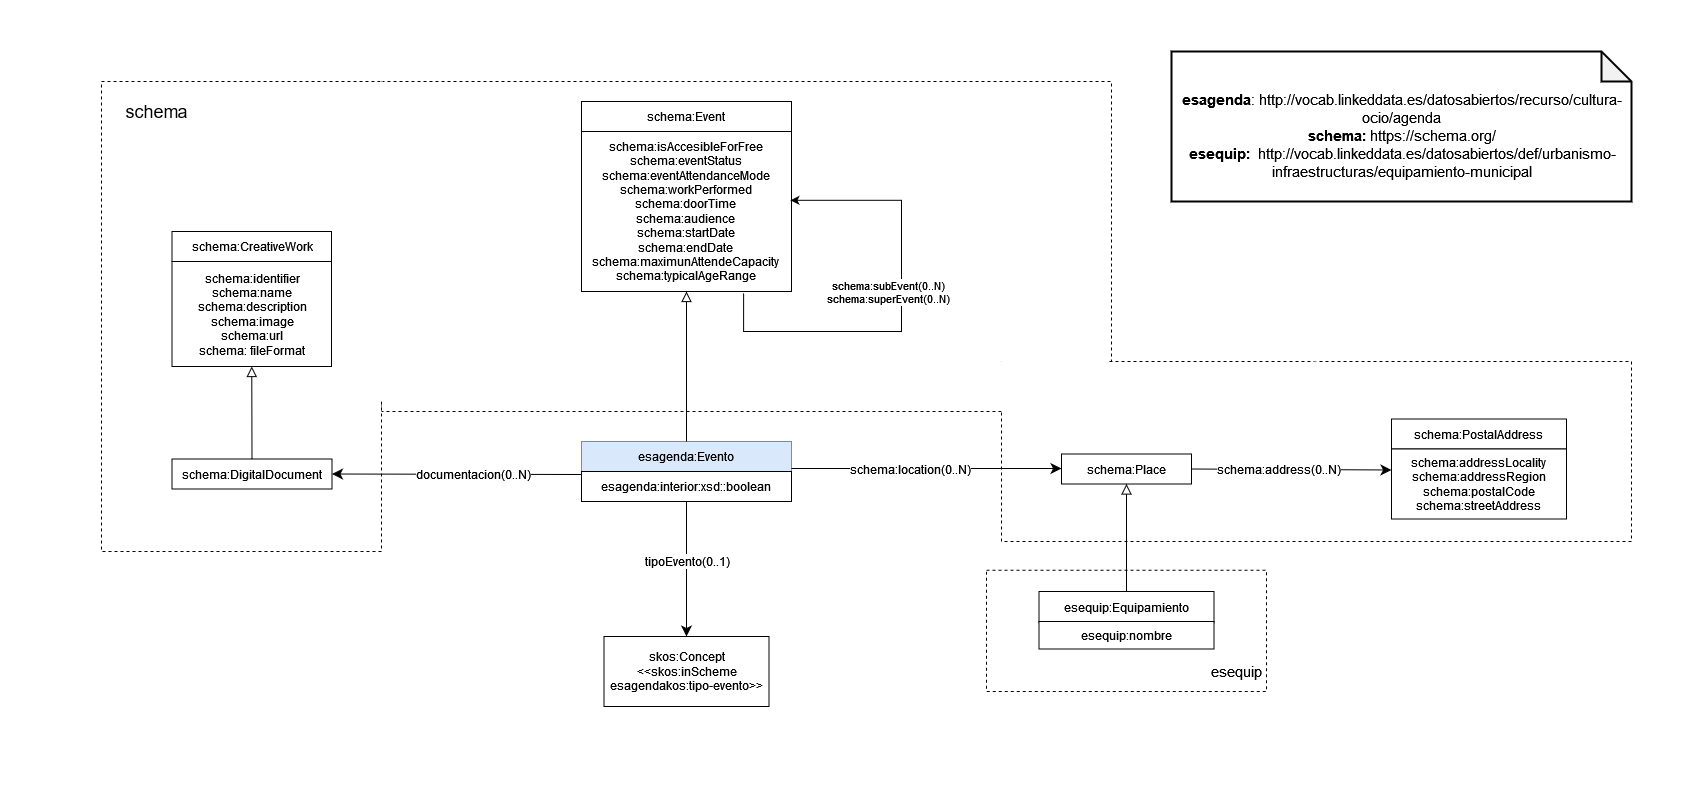 esagenda: http://vocab.linkeddata.es/datosabiertos/recurso/cultura-
ocio/agenda
schema: https://schema.org/
esequip:  http://vocab.linkeddata.es/datosabiertos/def/urbanismo-
infraestructuras/equipamiento-municipal
schema
schema:Event
schema:isAccesibleForFree
schema:eventStatus
schema:eventAttendanceMode
schema:workPerformed
schema:doorTime
schema:audience
schema:startDate
schema:endDate
schema:maximunAttendeCapacity
schema:typicalAgeRange
schema:subEvent(0..N)
schema:superEvent(0..N)
schema:CreativeWork
schema:identifier
schema:name
schema:description
schema:image
schema:url
schema: fileFormat
schema:DigitalDocument
documentacion(0..N)
esagenda:Evento
esagenda:interior:xsd::boolean
schema:location(0..N)
schema:Place
schema:address(0..N)
schema:PostalAddress
schema:addressLocality
schema:addressRegion
schema:postalCode
schema:streetAddress
tipoEvento(0..1)
skos:Concept
<<skos:inScheme
esagendakos:tipo-evento>>
esequip:Equipamiento
esequip:nombre
esequip